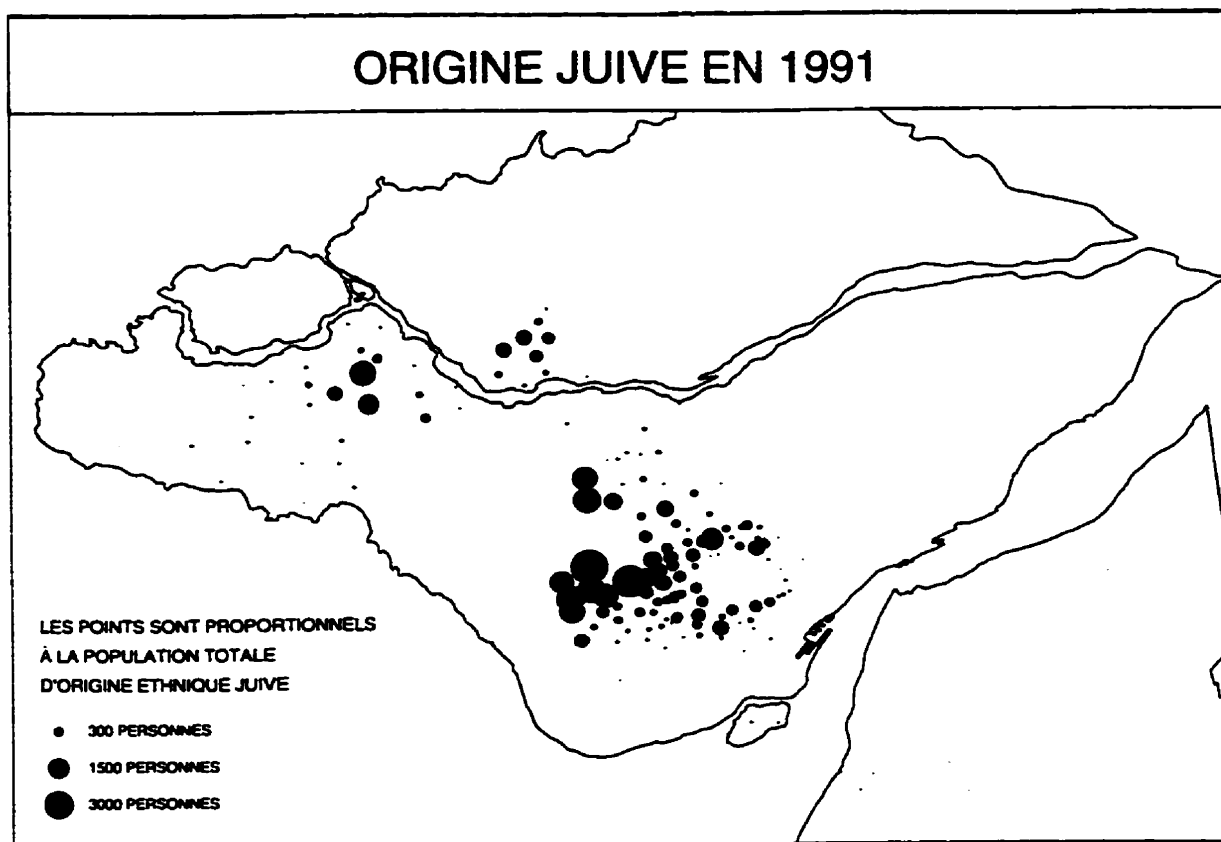 ORIGINE JUIVE EN 1991
LES POINTS SONT PROPORTIONNELS
À LA POPULATION TOTALE
D'ORIGINE ETHNIQUE JUIVE
300 PERSONNES
1500 PERSONNES
3000 PERSONNES